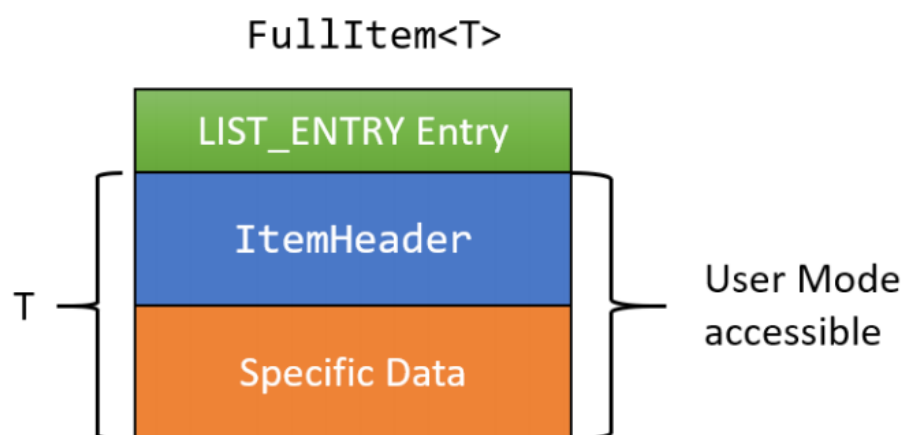 FullItem<T>
LIST_ENTRY Entry
ItemHeader
T
User Mode
accessible
Specific Data